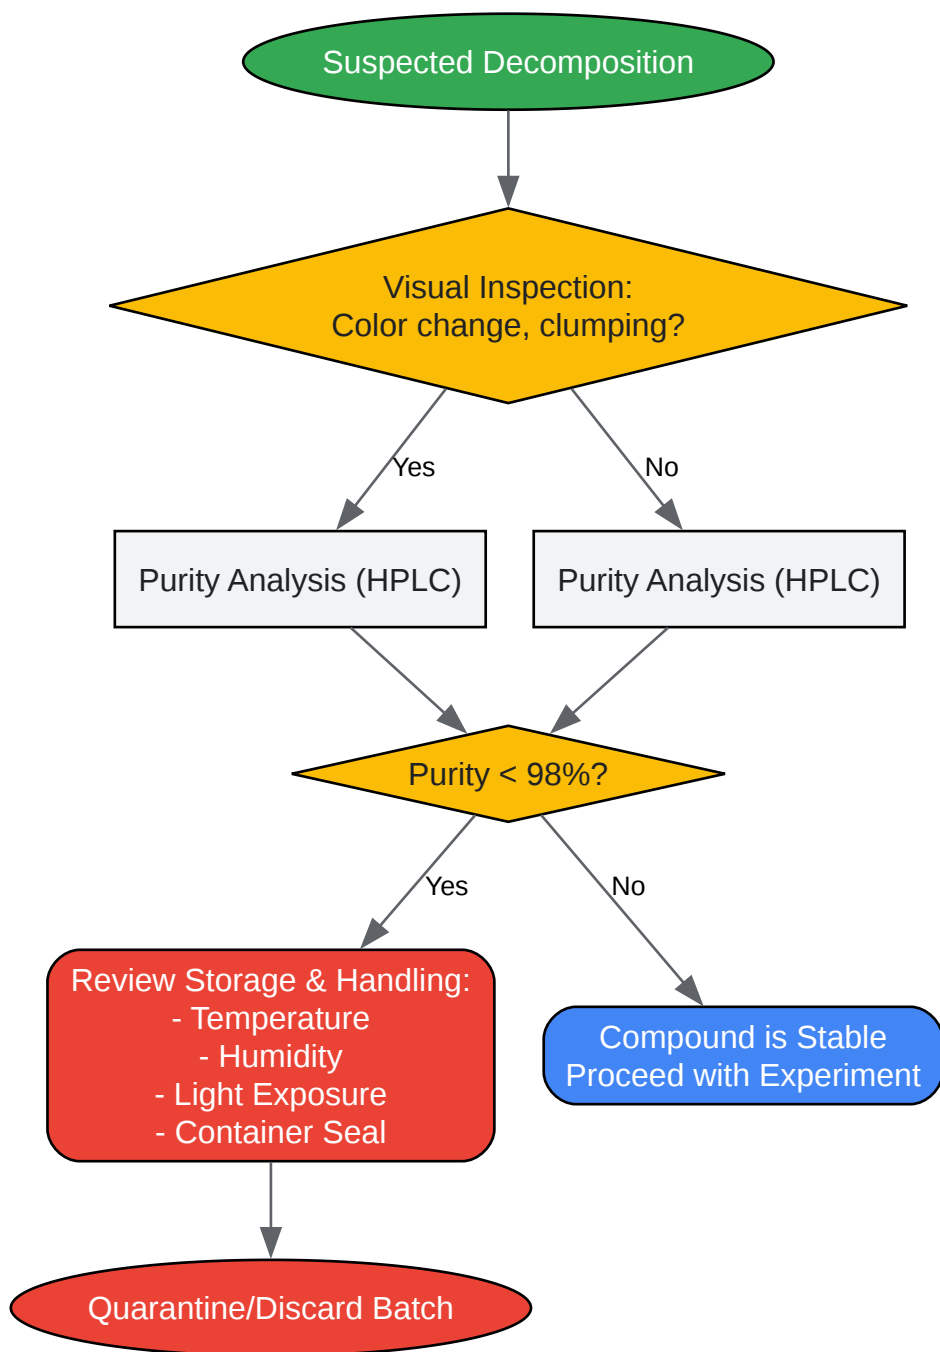 Suspected Decomposition
Visual Inspection:
Color change, clumping?
Yes
No
Purity Analysis (HPLC)
Purity Analysis (HPLC)
Purity < 98%?
Yes
No
Review Storage & Handling:
- Temperature
- Humidity
- Light Exposure
- Container Seal
Compound is Stable
Proceed with Experiment
Quarantine/Discard Batch